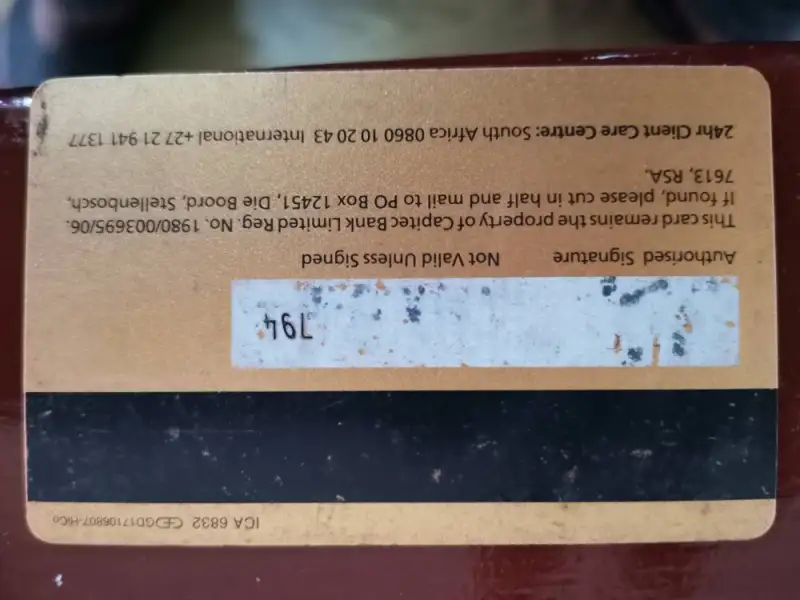 ICA 6832 GD17106807-HiCo
794
Authorised Signature Not Valid Unless Signed
This card remains the property of Capitec Bank Limited Reg. No. 1980/003695/06.
If found, please cut in half and mail to PO Box 12451, Die Boord, Stellenbosch,
7613, RSA.
24hr Client Care Centre: South Africa 0860 10 20 43 International +27 21 941 1377